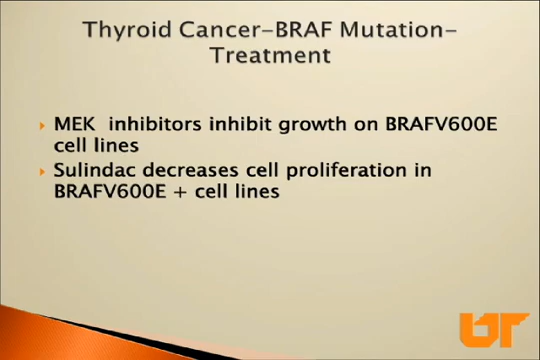 Thyroid Cancer-BRAF Mutation-
Treatment
MEK inhibitors inhibit growth on BRAFV600E
cell lines
Sulindac decreases cell proliferation in
BRAFV600E + cell lines
UT